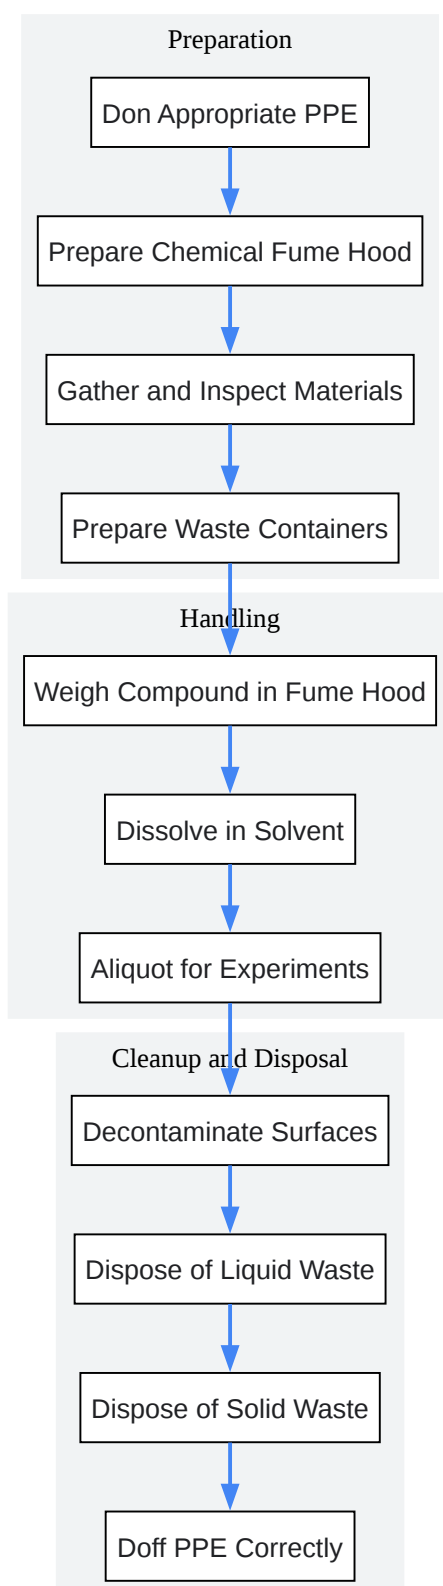 Preparation
Don Appropriate PPE
Prepare Chemical Fume Hood
Gather and Inspect Materials
Prepare Waste Containers
Handling
Weigh Compound in Fume Hood
Dissolve in Solvent
Aliquot for Experiments
Cleanup and Disposal
Decontaminate Surfaces
Dispose of Liquid Waste
Dispose of Solid Waste
Doff PPE Correctly